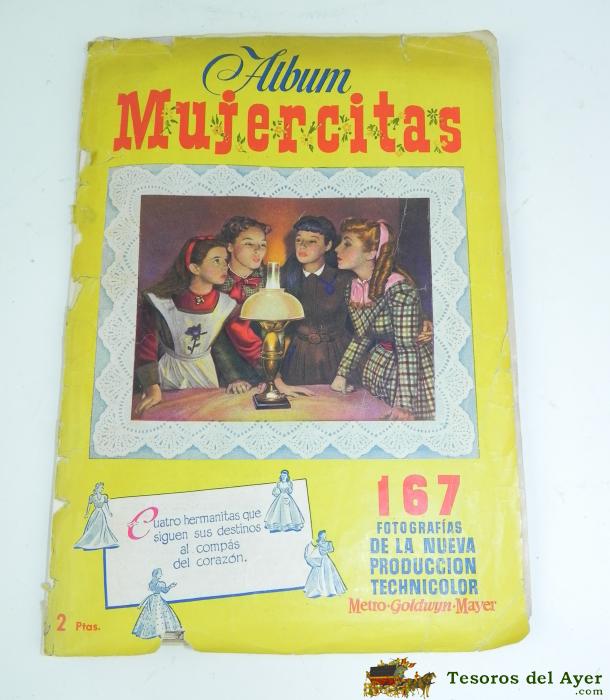 Album
Mujercitas
Cuatro hermanitas que
siguen sus destinos
al compás
del corazón.
167
FOTOGRAFÍAS
DE LA NUEVA
PRODUCCION
TECHNICOLOR
Metro-Goldwyn-Mayer
2 Ptas.
Tesoros del Ayer
.com